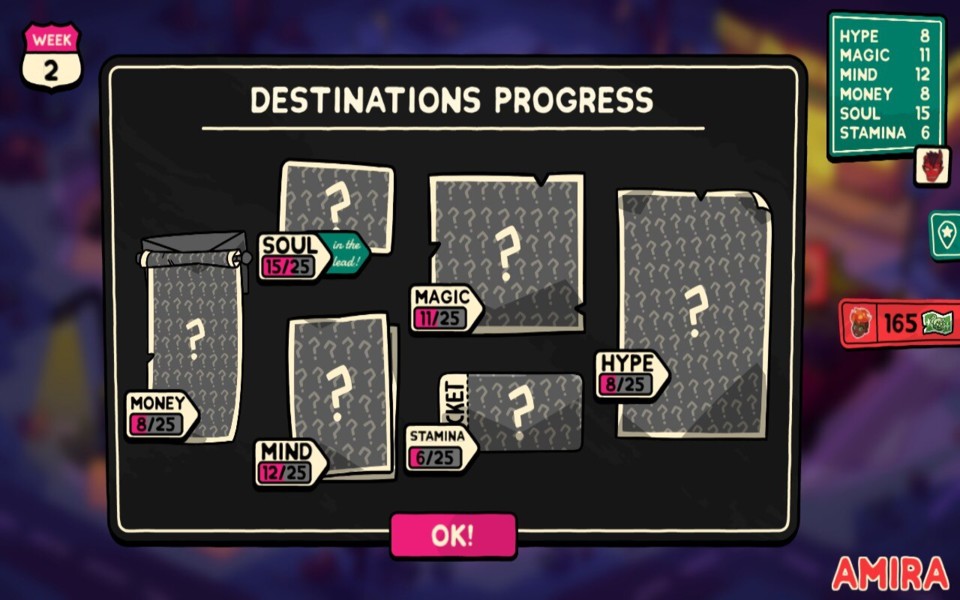 WEEK
2
DESTINATIONS PROGRESS
HYPE 8
MAGIC 11
MIND 12
MONEY 8
SOUL 15
STAMINA 6
?
SOUL
15/25
in the
lead!
?
MAGIC
11/25
?
HYPE
8/25
?
MONEY
8/25
?
MIND
12/25
CKET
?
STAMINA
6/25
165
OK!
AMIRA